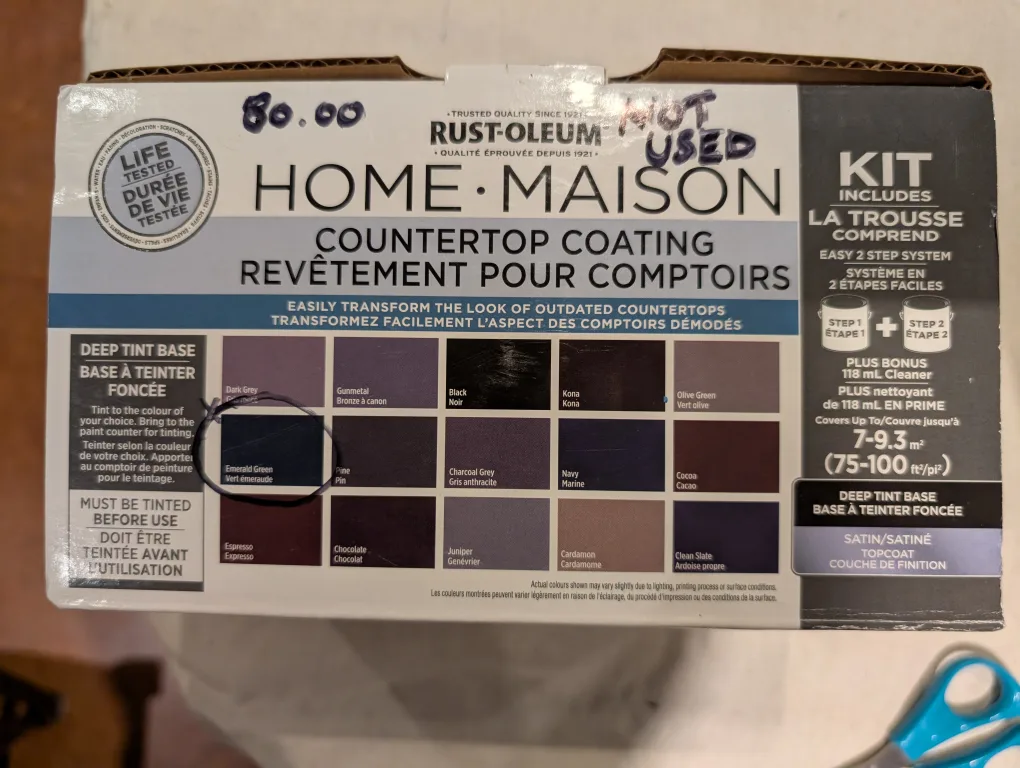 80.00
NOT
USED
• TRUSTED QUALITY SINCE 1921 •
RUST-OLEUM
• QUALITÉ ÉPROUVÉE DEPUIS 1921 •
HOME • MAISON
COUNTERTOP COATING
REVÊTEMENT POUR COMPTOIRS
EASILY TRANSFORM THE LOOK OF OUTDATED COUNTERTOPS
TRANSFORMEZ FACILEMENT L'ASPECT DES COMPTOIRS DÉMODÉS
LIFE
TESTED
DURÉE
DE VIE
TESTÉE
DEEP TINT BASE
BASE À TEINTER
FONCÉE
Tint to the colour of
your choice. Bring to the
paint counter for tinting.
Teinter selon la couleur
de votre choix. Apporter
au comptoir de peinture
pour le teintage.
MUST BE TINTED
BEFORE USE
DOIT ÊTRE
TEINTÉE AVANT
L'UTILISATION
Dark Grey
Gunmetal
Bronze à canon
Black
Noir
Kona
Kona
Olive Green
Vert olive
Emerald Green
Vert émeraude
Pine
Pin
Charcoal Grey
Gris anthracite
Navy
Marine
Cocoa
Cacao
Espresso
Expresso
Chocolate
Chocolat
Juniper
Genévrier
Cardamon
Cardamome
Clean Slate
Ardoise propre
Actual colours shown may vary slightly due to lighting, printing process or surface conditions.
Les couleurs montrées peuvent varier légèrement en raison de l'éclairage, du procédé d'impression ou des conditions de la surface.
KIT
INCLUDES
LA TROUSSE
COMPREND
EASY 2 STEP SYSTEM
SYSTÈME EN
2 ÉTAPES FACILES
STEP 1
ÉTAPE 1
+
STEP 2
ÉTAPE 2
PLUS BONUS
118 mL Cleaner
PLUS nettoyant
de 118 mL EN PRIME
Covers Up To/Couvre jusqu'à
7-9.3 m²
(75-100 ft²/pi²)
DEEP TINT BASE
BASE À TEINTER FONCÉE
SATIN/SATINÉ
TOPCOAT
COUCHE DE FINITION